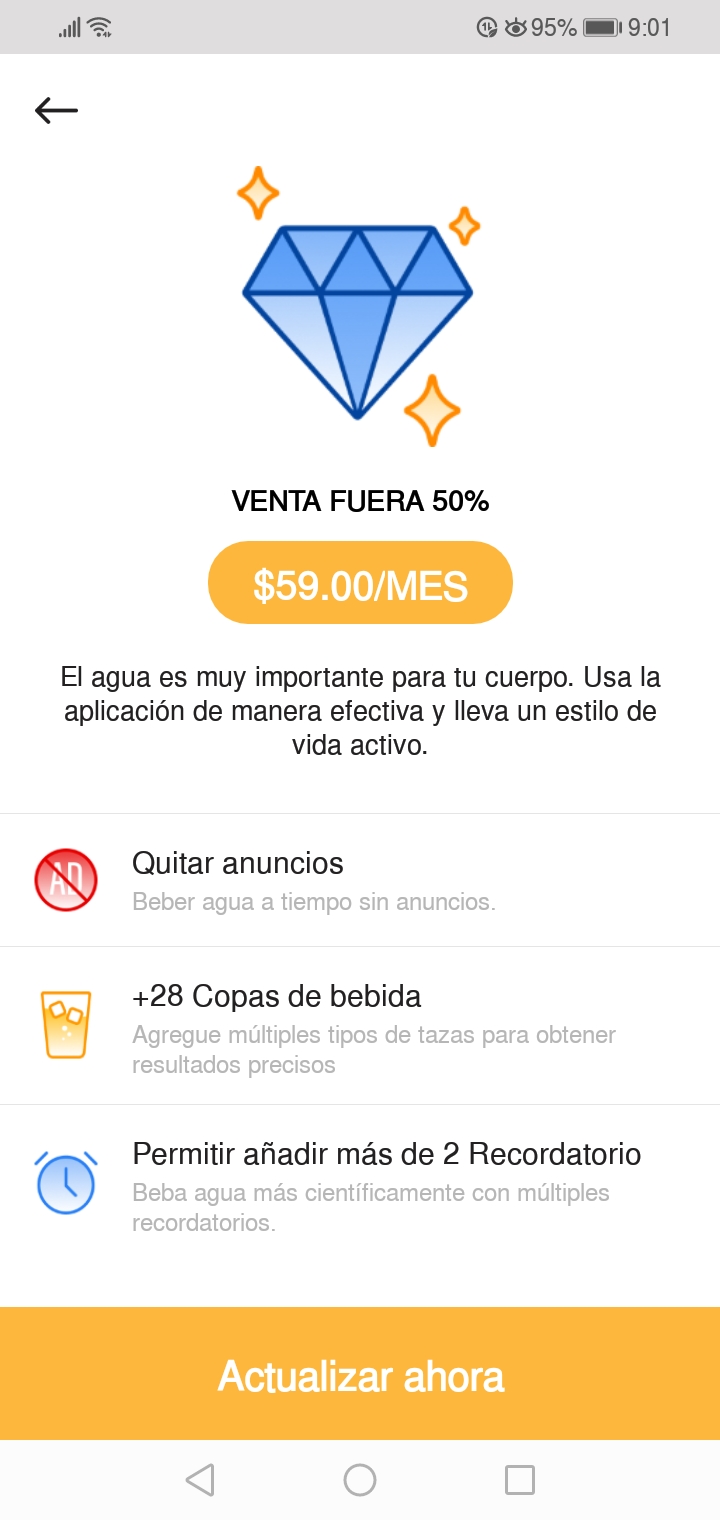 95% 9:01
VENTA FUERA 50%
$59.00/MES
El agua es muy importante para tu cuerpo. Usa la
aplicación de manera efectiva y lleva un estilo de
vida activo.
AD
Quitar anuncios
Beber agua a tiempo sin anuncios.
+28 Copas de bebida
Agregue múltiples tipos de tazas para obtener
resultados precisos
Permitir añadir más de 2 Recordatorio
Beba agua más científicamente con múltiples
recordatorios.
Actualizar ahora